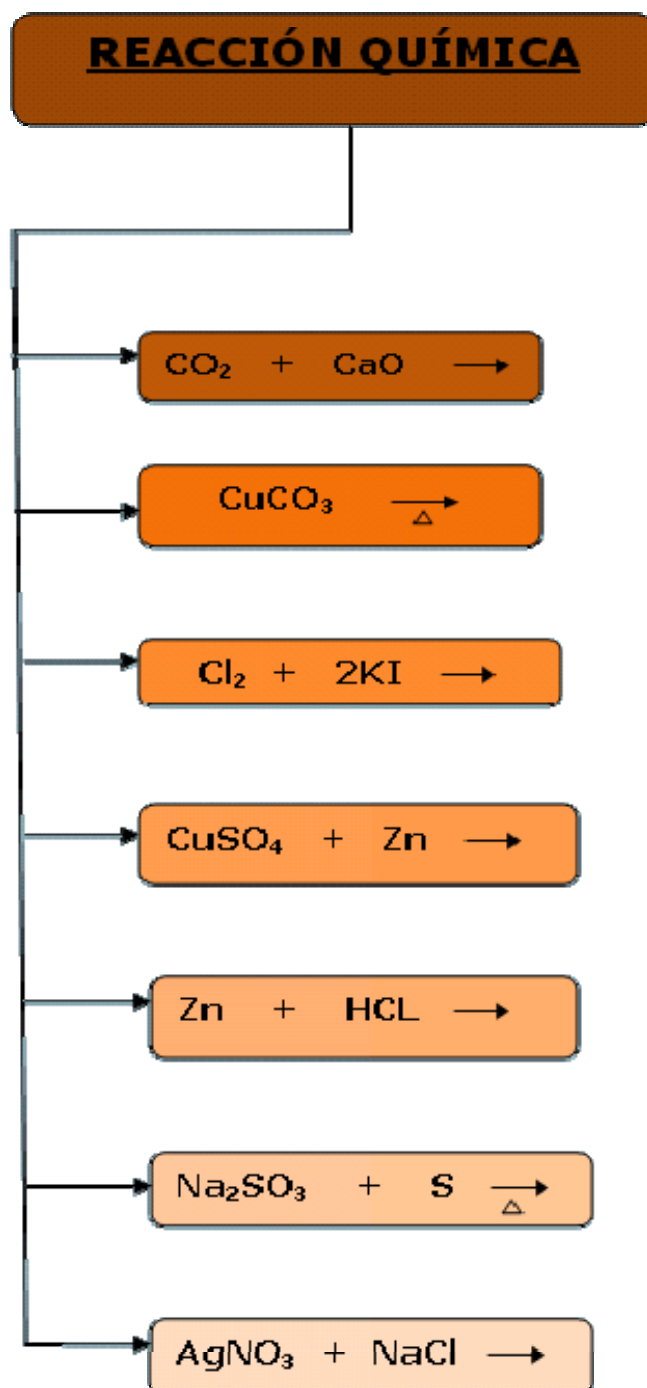 REACCIÓN QUÍMICA
CO₂ + CaO →
CuCO₃ →
△
Cl₂ + 2KI →
CuSO₄ + Zn →
Zn + HCL →
Na₂SO₃ + S →
△
AgNO₃ + NaCl →